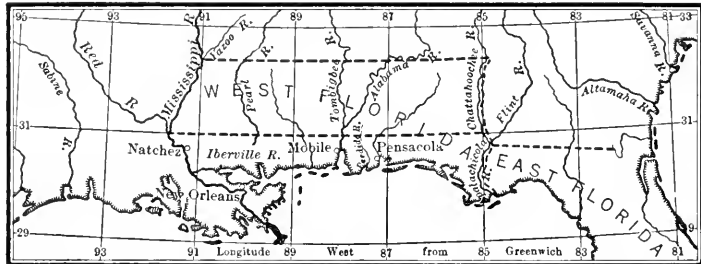 95 93 91 89 87 85 83 81 33
Sabine
R.
Red
R.
Mississippi R.
Yazoo R.
Pearl
R.
Tombigbee
R.
Alabama
R.
Chattahoochee
R.
Flint
R.
Altamaha R.
Savanna R.
WEST FLORIDA
31 31
Natchez
Iberville R.
Mobile
Perdido R.
Pensacola
Apalachicola R.
EAST FLORIDA
New Orleans
29 29
93 91 Longitude 89 West 87 from 85 Greenwich 83 81